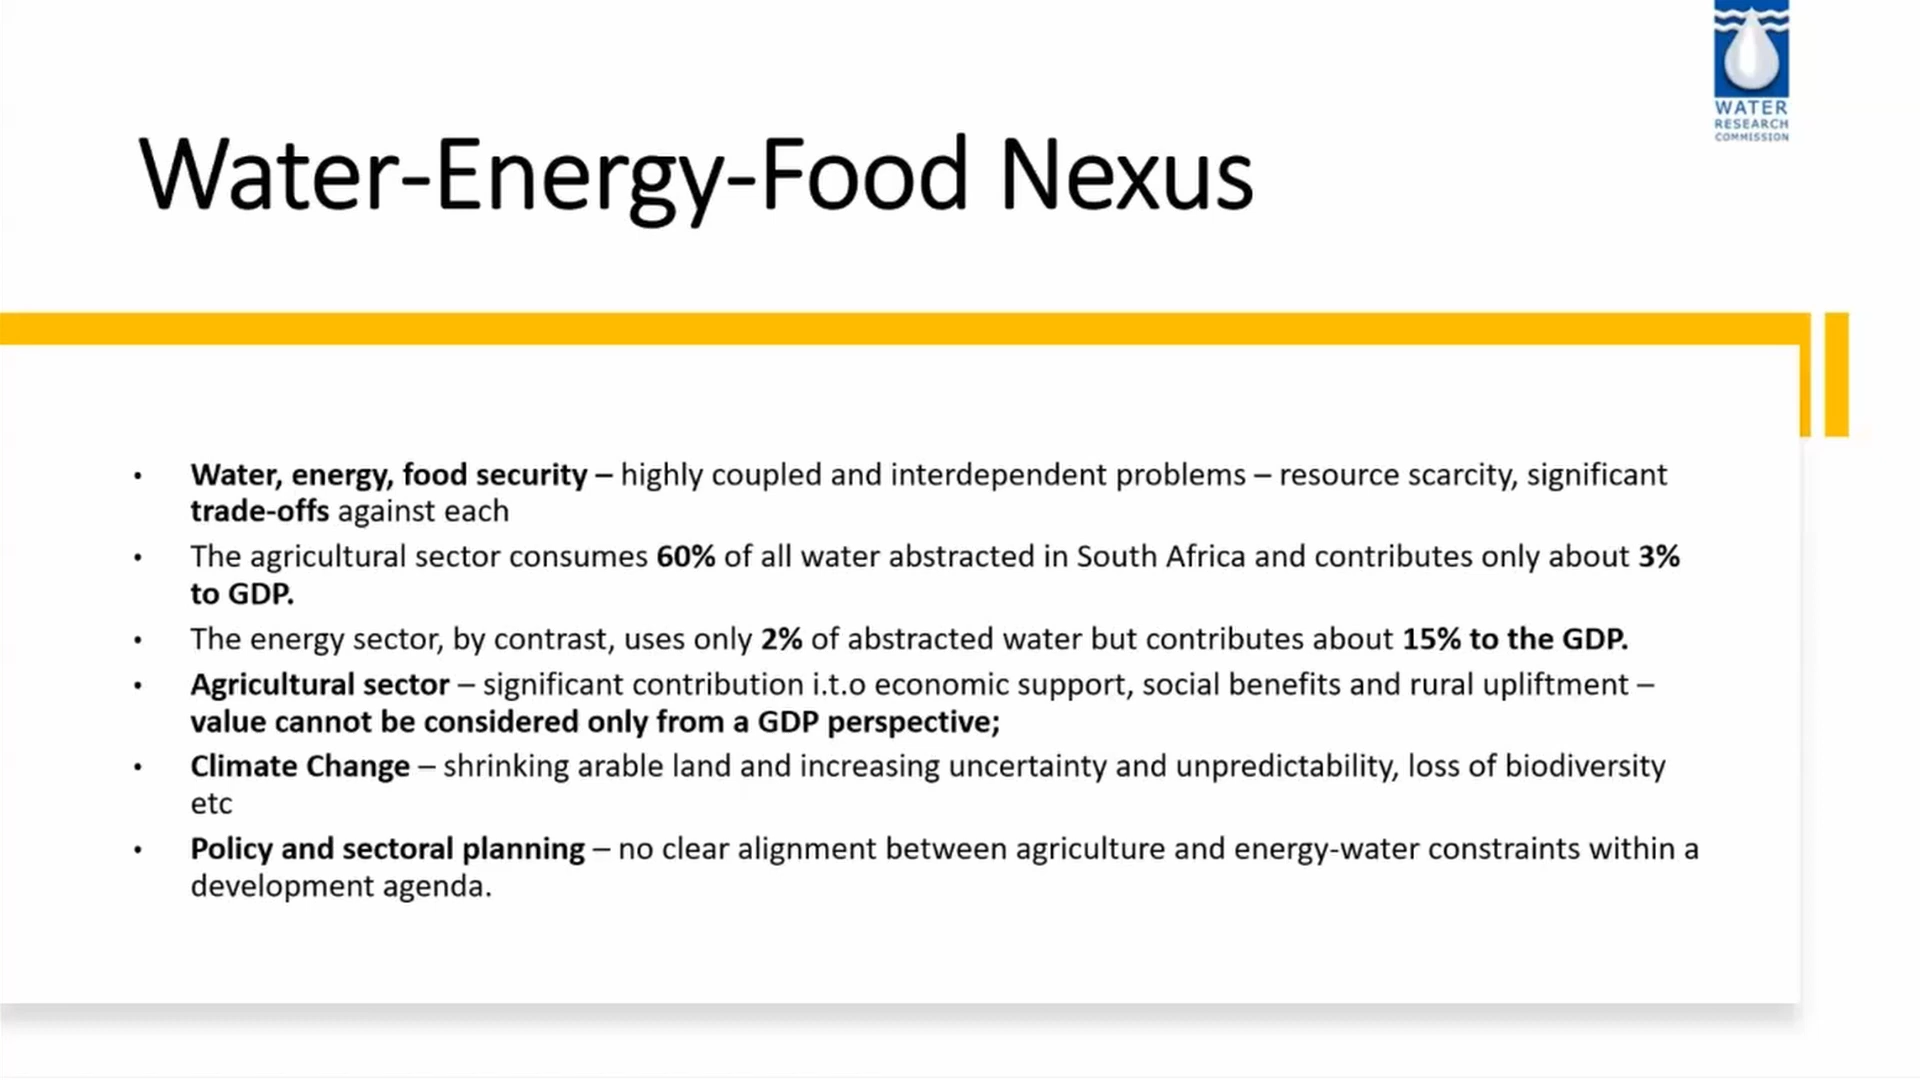 WATER
RESEARCH
COMMISSION
Water-Energy-Food Nexus
• Water, energy, food security – highly coupled and interdependent problems – resource scarcity, significant
trade-offs against each
• The agricultural sector consumes 60% of all water abstracted in South Africa and contributes only about 3%
to GDP.
• The energy sector, by contrast, uses only 2% of abstracted water but contributes about 15% to the GDP.
• Agricultural sector – significant contribution i.t.o economic support, social benefits and rural upliftment –
value cannot be considered only from a GDP perspective;
• Climate Change – shrinking arable land and increasing uncertainty and unpredictability, loss of biodiversity
etc
• Policy and sectoral planning – no clear alignment between agriculture and energy-water constraints within a
development agenda.